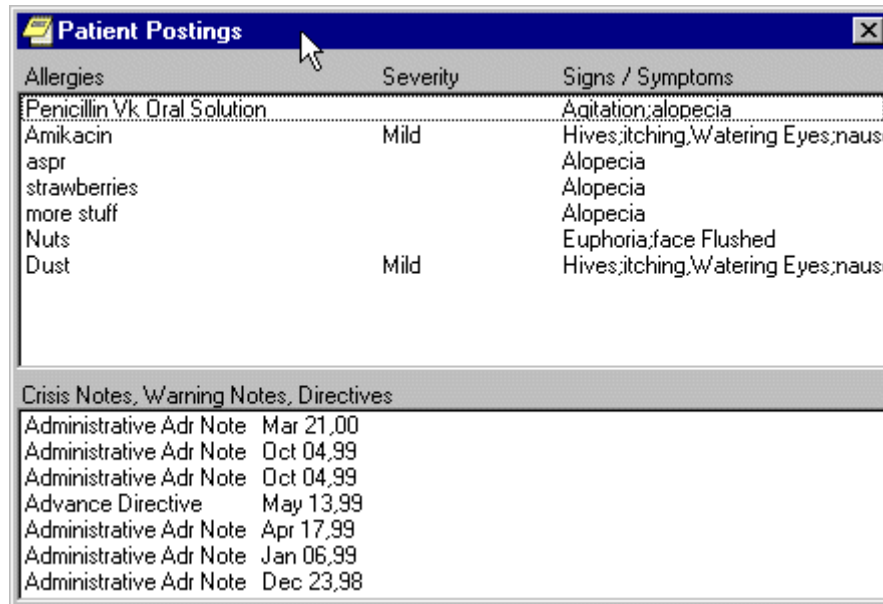 Patient Postings
Allergies Severity Signs / Symptoms
Penicillin Vk Oral Solution Agitation;alopecia
Amikacin Mild Hives;itching,Watering Eyes;naus
aspr Alopecia
strawberries Alopecia
more stuff Alopecia
Nuts Euphoria;face Flushed
Dust Mild Hives;itching,Watering Eyes;naus
Crisis Notes, Warning Notes, Directives
Administrative Adr Note Mar 21,00
Administrative Adr Note Oct 04,99
Administrative Adr Note Oct 04,99
Advance Directive May 13,99
Administrative Adr Note Apr 17,99
Administrative Adr Note Jan 06,99
Administrative Adr Note Dec 23,98